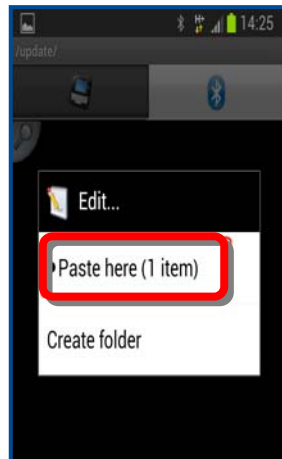 H+ 14:25
/update/
Edit...
Paste here (1 item)
Create folder